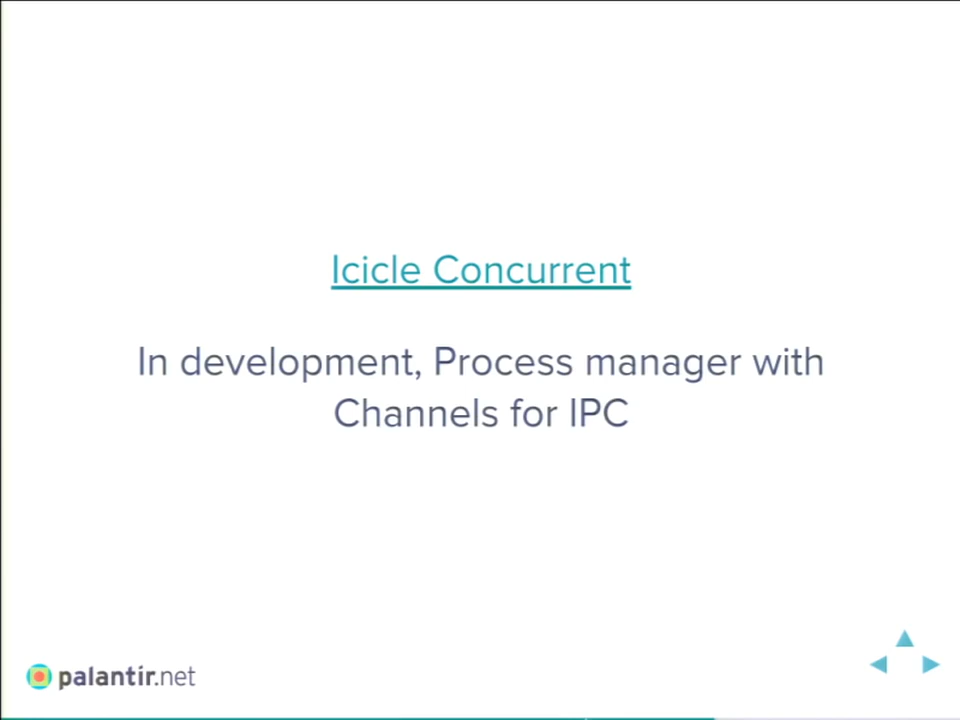 Icicle Concurrent
In development, Process manager with
Channels for IPC
palantir.net